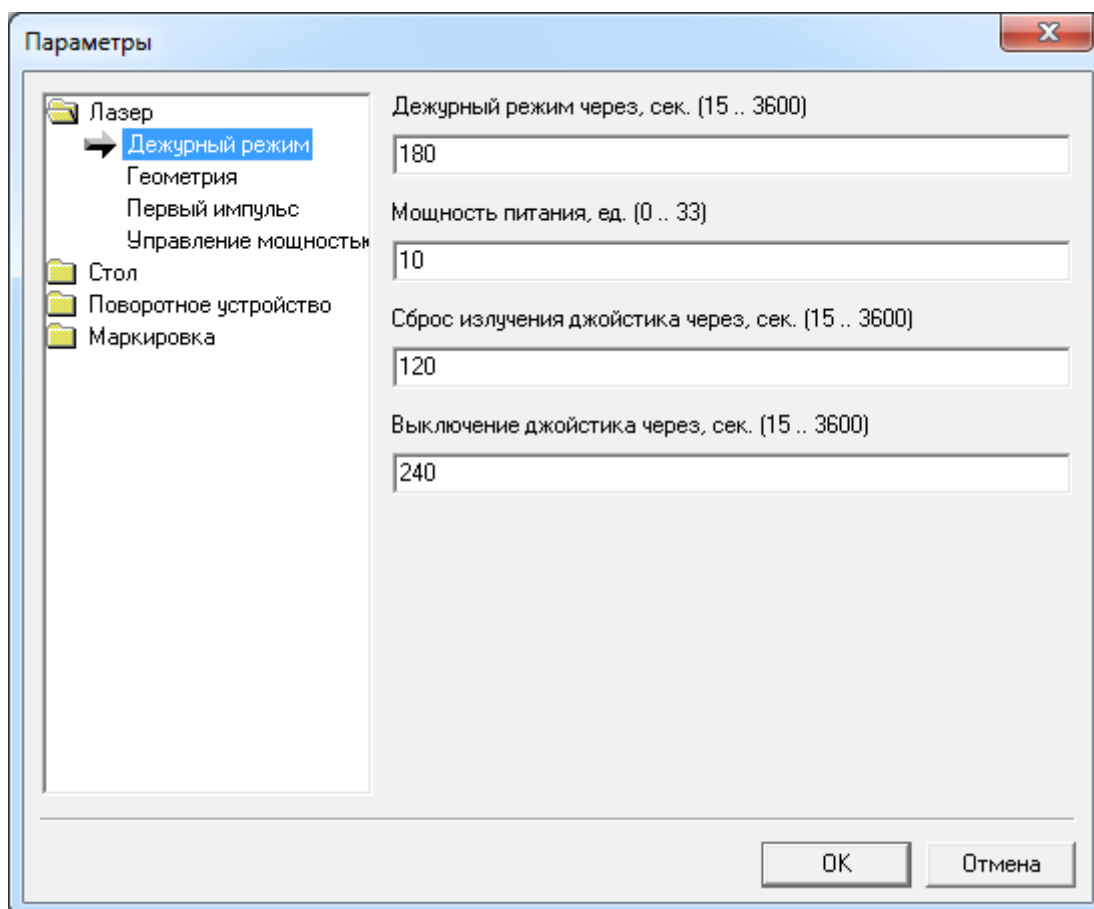 Параметры
Лазер
Дежурный режим
Геометрия
Первый импульс
Управление мощностьк
Стол
Поворотное устройство
Маркировка
Дежурный режим через, сек. (15 .. 3600)
180
Мощность питания, ед. (0 .. 33)
10
Сброс излучения джойстика через, сек. (15 .. 3600)
120
Выключение джойстика через, сек. (15 .. 3600)
240
OK
Отмена